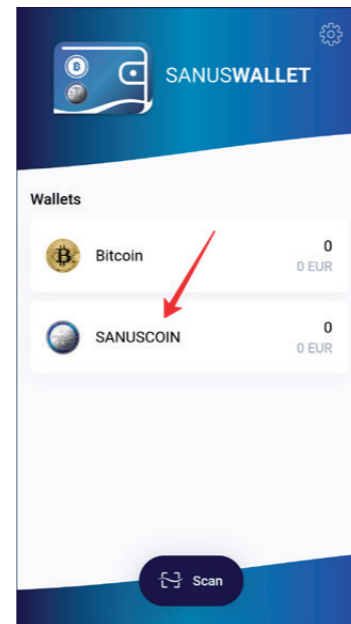 SANUSWALLET
Wallets
Bitcoin 0
0 EUR
SANUSCOIN 0
0 EUR
Scan